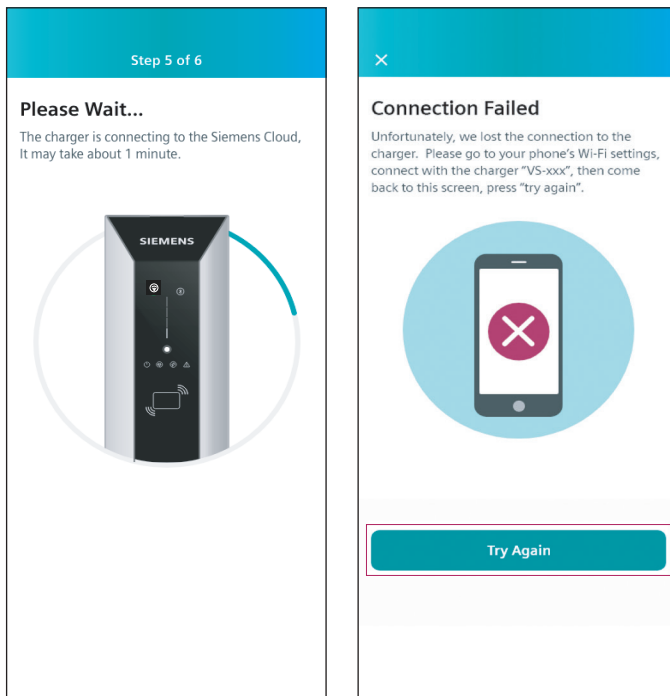 Step 5 of 6
Please Wait...
The charger is connecting to the Siemens Cloud,
It may take about 1 minute.
SIEMENS
Connection Failed
Unfortunately, we lost the connection to the
charger. Please go to your phone's Wi-Fi settings,
connect with the charger "VS-xxx", then come
back to this screen, press "try again".
Try Again